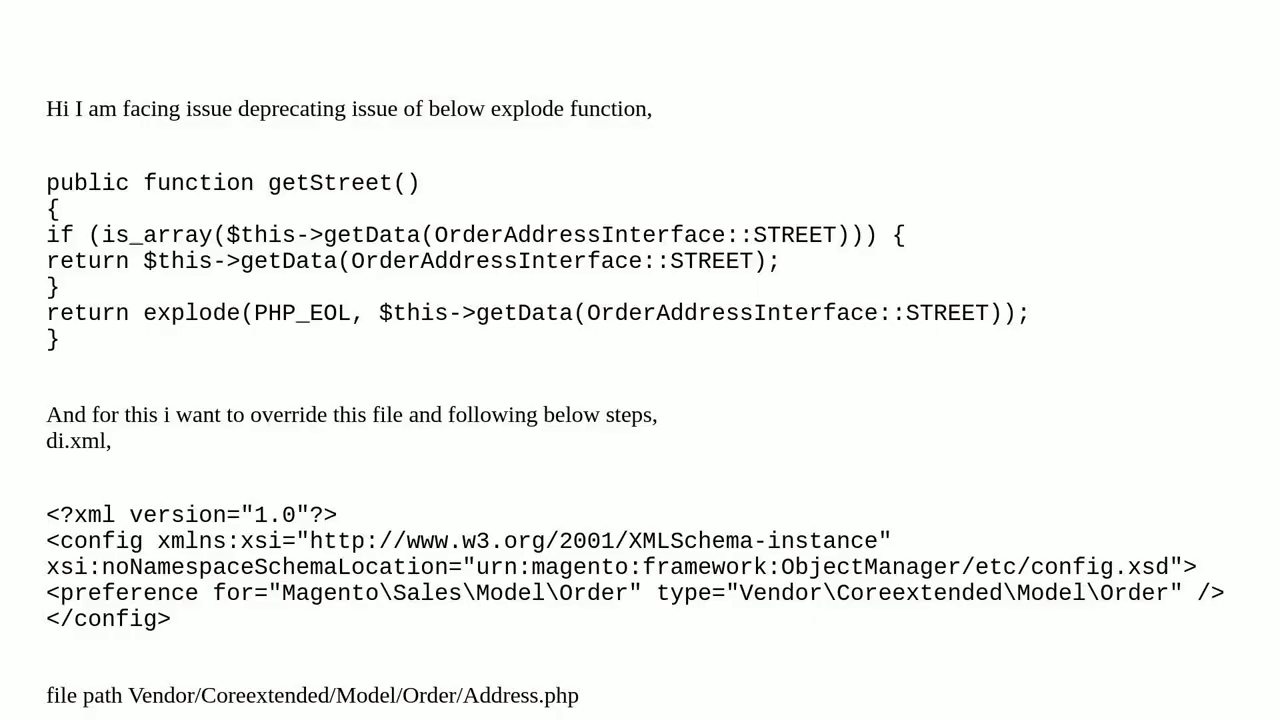 Hi I am facing issue deprecating issue of below explode function,
public function getStreet()
{
if (is_array($this->getData(OrderAddressInterface::STREET))) {
return $this->getData(OrderAddressInterface::STREET);
}
return explode(PHP_EOL, $this->getData(OrderAddressInterface::STREET));
}
And for this i want to override this file and following below steps,
di.xml,
<?xml version="1.0"?>
<config xmlns:xsi="http://www.w3.org/2001/XMLSchema-instance"
xsi:noNamespaceSchemaLocation="urn:magento:framework:ObjectManager/etc/config.xsd">
<preference for="Magento\Sales\Model\Order" type="Vendor\Coreextended\Model\Order" />
</config>
file path Vendor/Coreextended/Model/Order/Address.php